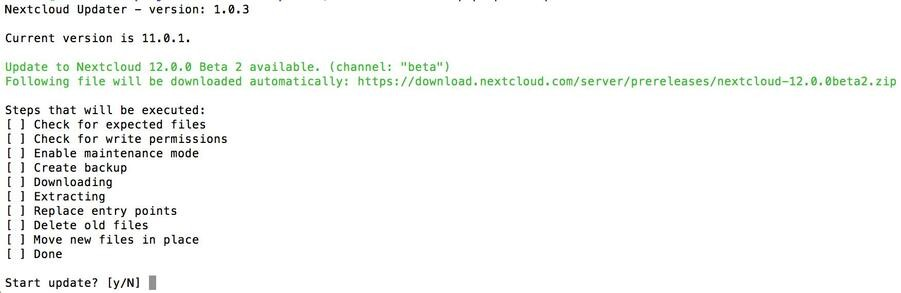 Nextcloud Updater - version: 1.0.3
Current version is 11.0.1.
Update to Nextcloud 12.0.0 Beta 2 available. (channel: "beta")
Following file will be downloaded automatically: https://download.nextcloud.com/server/prereleases/nextcloud-12.0.0beta2.zip
Steps that will be executed:
[ ] Check for expected files
[ ] Check for write permissions
[ ] Enable maintenance mode
[ ] Create backup
[ ] Downloading
[ ] Extracting
[ ] Replace entry points
[ ] Delete old files
[ ] Move new files in place
[ ] Done
Start update? [y/N]